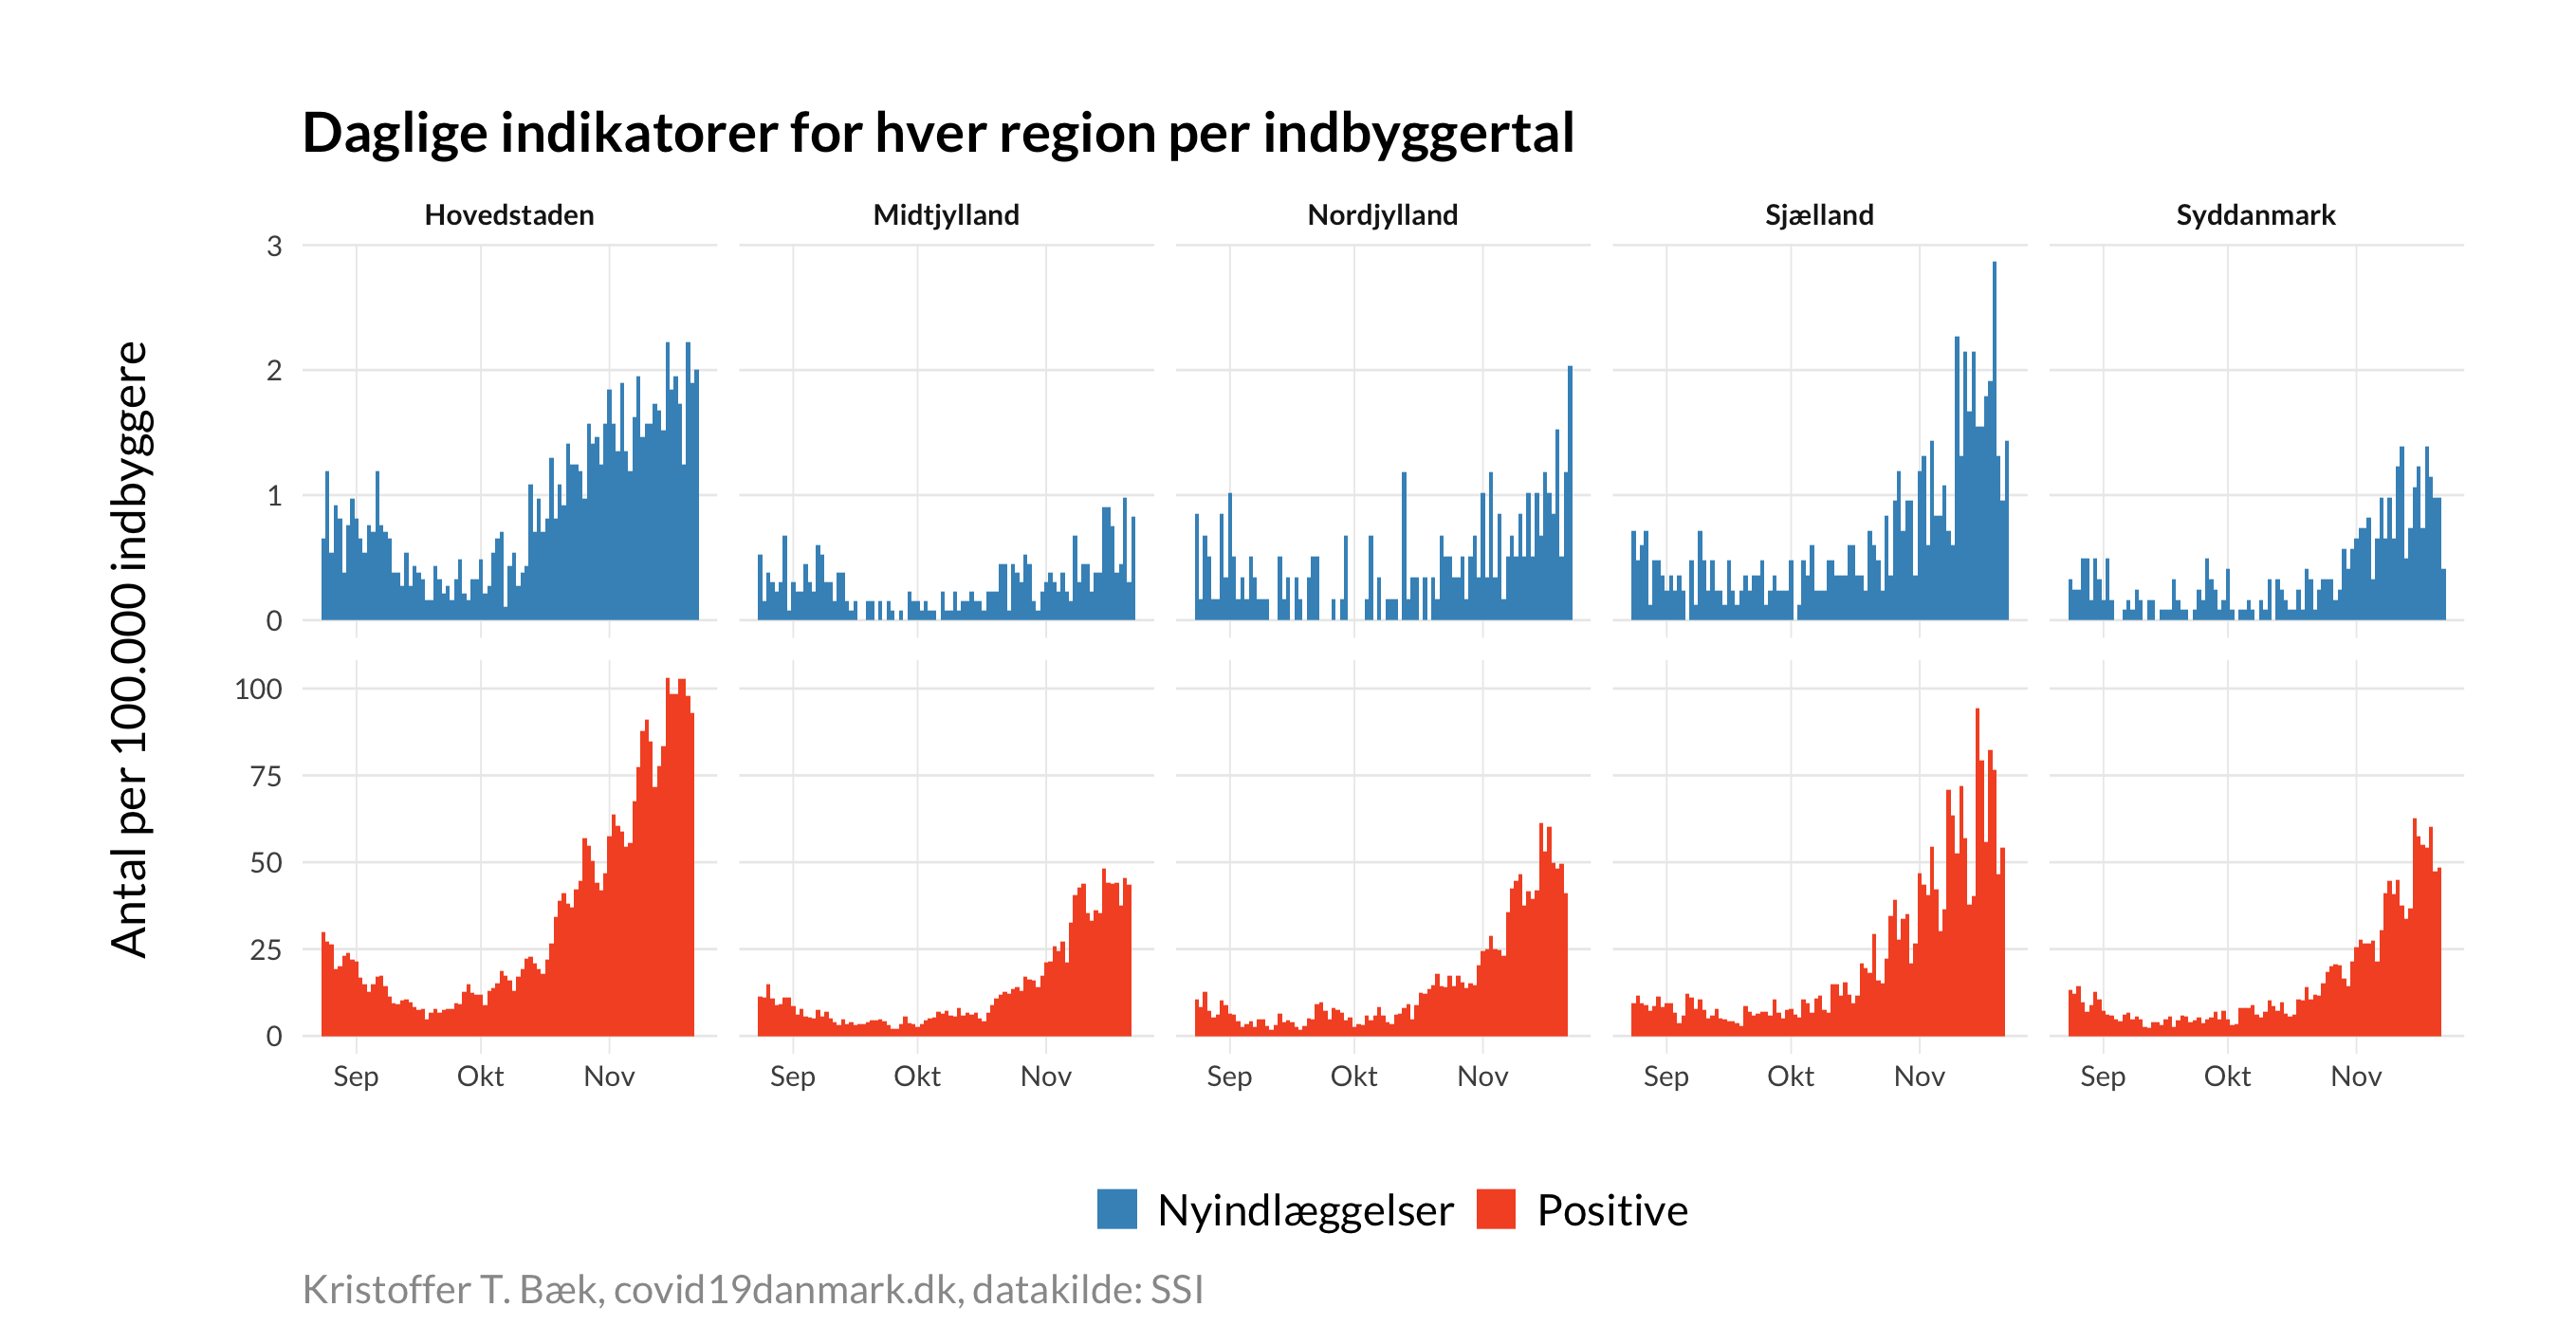 Daglige indikatorer for hver region per indbyggertal
Hovedstaden Midtjylland Nordjylland Sjælland Syddanmark
Antal per 100.000 indbyggere
3
2
1
0
100
75
50
25
0
Sep Okt Nov Sep Okt Nov Sep Okt Nov Sep Okt Nov Sep Okt Nov
Nyindlæggelser Positive
Kristoffer T. Bæk, covid19danmark.dk, datakilde: SSI